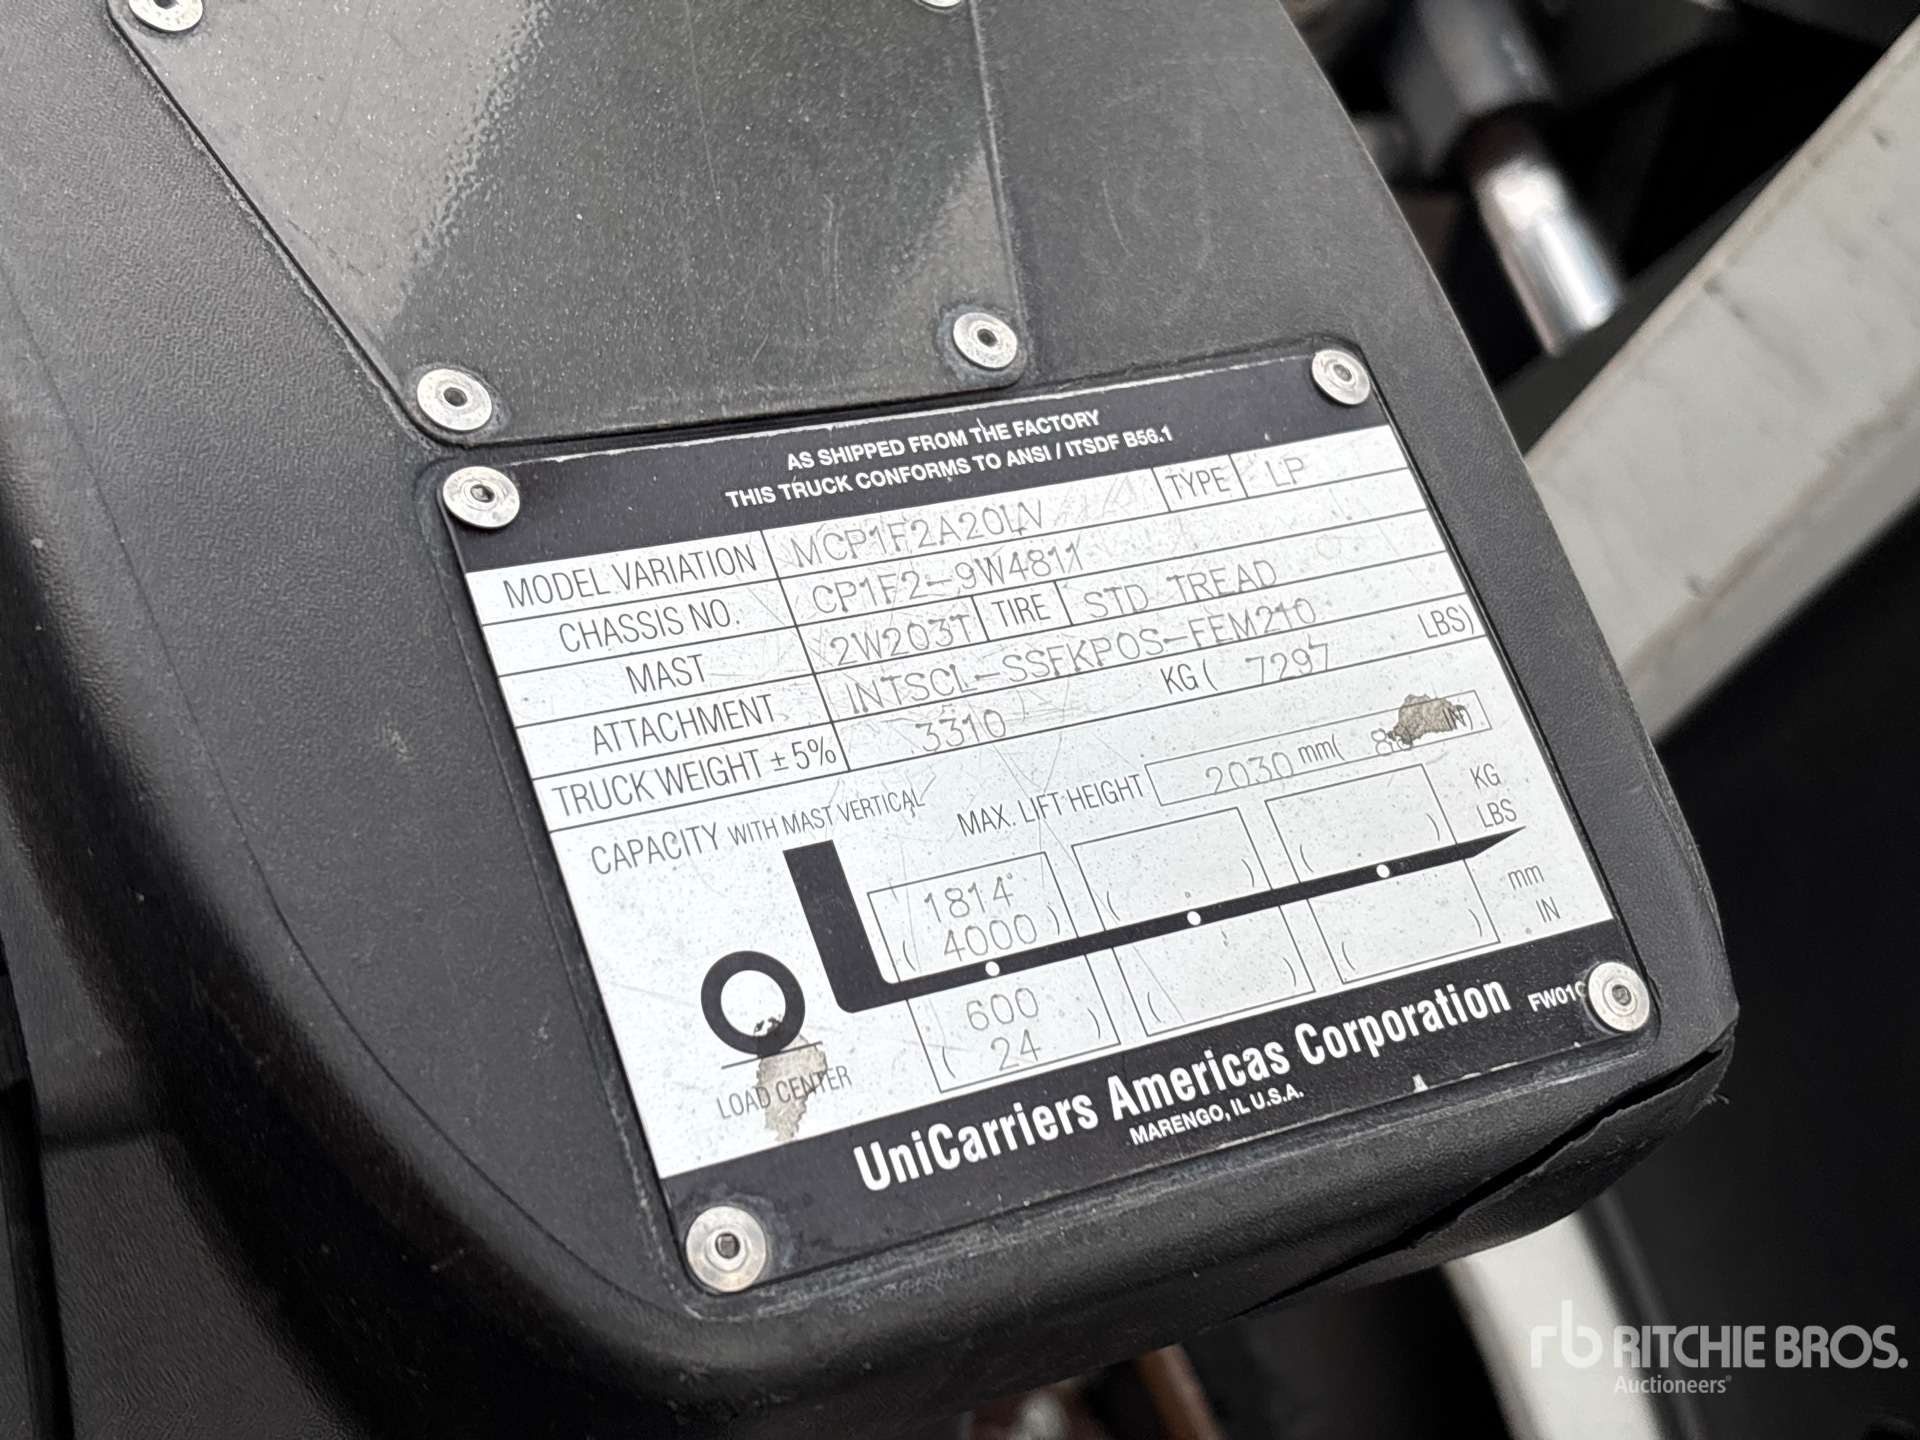 AS SHIPPED FROM THE FACTORY
THIS TRUCK CONFORMS TO ANSI / ITSDF B56.1
MODEL VARIATION MCP1F2A20LV TYPE LP
CHASSIS NO. CP1F2-9W4811
MAST 2W203T TIRE STD TREAD
ATTACHMENT INTSCL-SSFKPOS-FEM210
TRUCK WEIGHT ± 5% 3310 KG ( 7297 LBS)
CAPACITY WITH MAST VERTICAL MAX. LIFT HEIGHT 2030 mm( IN)
1814 ( ) ( ) KG
( 4000 ) LBS
600 ( ) ( ) mm
( 24 ) IN
LOAD CENTER
UniCarriers Americas Corporation
MARENGO, IL U.S.A.
rb RITCHIE BROS.
Auctioneers